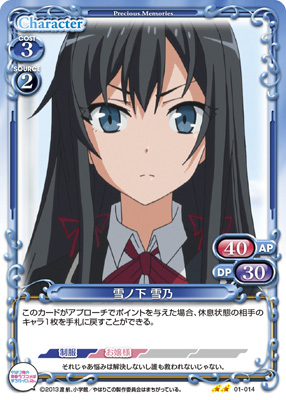 Precious Memories
Character
COST
3
SOURCE
2
40 AP
DP 30
雪ノ下 雪乃
このカードがアプローチでポイントを与えた場合、休息状態の相手の
キャラ1枚を手札に戻すことができる。
制服
お嬢様
それじゃあ悩みは解決しないし誰も救われないじゃない。
©2013 渡 航、小学館/やはりこの製作委員会はまちがっている。
01-014